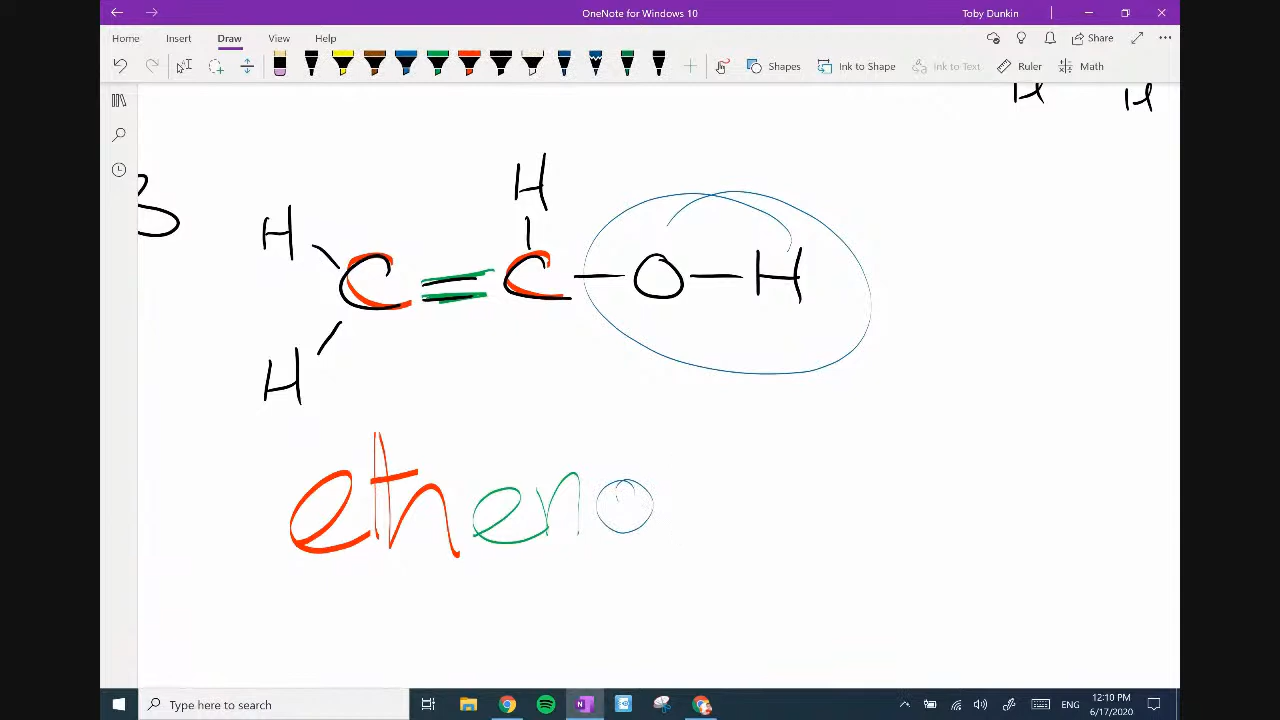 OneNote for Windows 10
Toby Dunkin
Home Insert Draw View Help
Share
Shapes Ink to Shape Ink to Text Ruler Math
H H
H
H
C = C — O — H
H
etheno
Type here to search
12:10 PM
ENG
6/17/2020